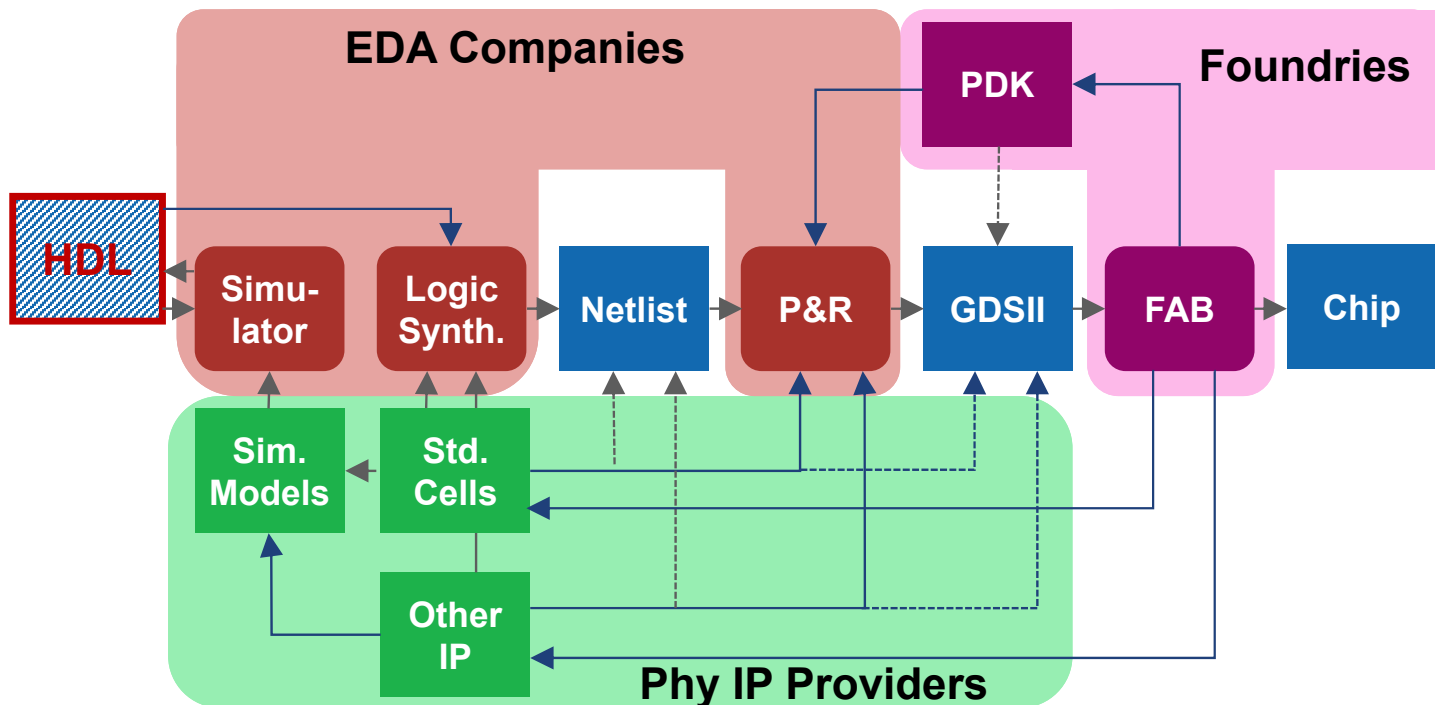 EDA Companies
Foundries
PDK
HDL
Simu-
lator
Logic
Synth.
Netlist
P&R
GDSII
FAB
Chip
Sim.
Models
Std.
Cells
Other
IP
Phy IP Providers